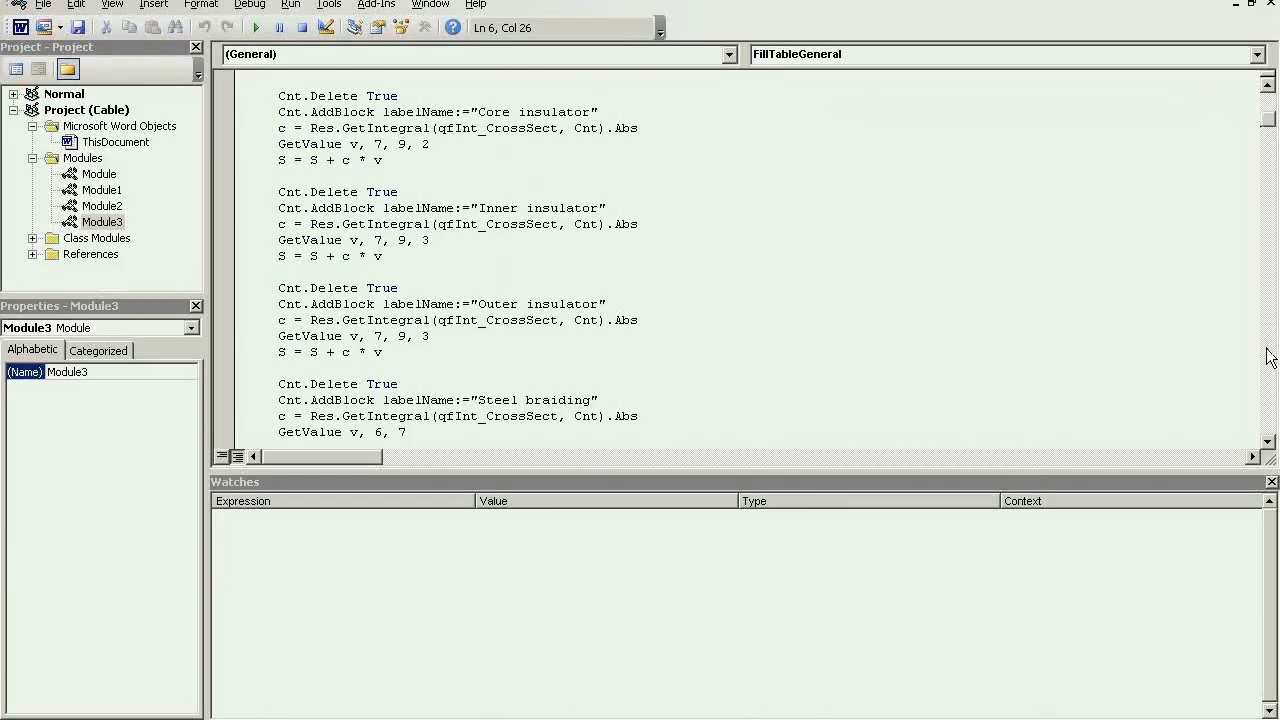 File Edit View Insert Format Debug Run Tools Add-Ins Window Help
Ln 6, Col 26
Project - Project
Normal
Project (Cable)
Microsoft Word Objects
ThisDocument
Modules
Module
Module1
Module2
Module3
Class Modules
References
Properties - Module3
Module3 Module
Alphabetic Categorized
(Name) Module3
(General) FillTableGeneral
Cnt.Delete True
Cnt.AddBlock labelName:="Core insulator"
c = Res.GetIntegral(qfInt_CrossSect, Cnt).Abs
GetValue v, 7, 9, 2
S = S + c * v
Cnt.Delete True
Cnt.AddBlock labelName:="Inner insulator"
c = Res.GetIntegral(qfInt_CrossSect, Cnt).Abs
GetValue v, 7, 9, 3
S = S + c * v
Cnt.Delete True
Cnt.AddBlock labelName:="Outer insulator"
c = Res.GetIntegral(qfInt_CrossSect, Cnt).Abs
GetValue v, 7, 9, 3
S = S + c * v
Cnt.Delete True
Cnt.AddBlock labelName:="Steel braiding"
c = Res.GetIntegral(qfInt_CrossSect, Cnt).Abs
GetValue v, 6, 7
Watches
Expression Value Type Context